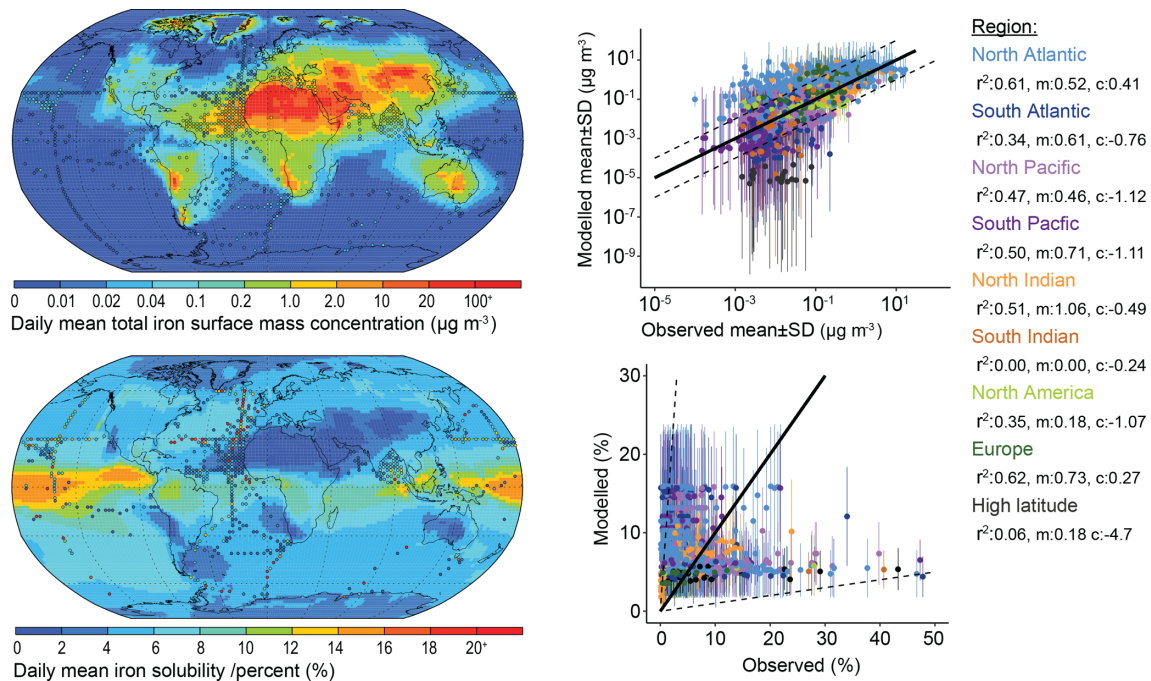 0 0.01 0.02 0.04 0.1 0.2 1.0 2.0 10 20 100+
Daily mean total iron surface mass concentration (µg m-3)
0 2 4 6 8 10 12 14 16 18 20+
Daily mean iron solubility /percent (%)
Modelled mean±SD (µg m-3)
10¹
10-1
10-3
10-5
10-7
10-9
10-5 10-3 10-1 10¹
Observed mean±SD (µg m-3)
Modelled (%)
30
20
10
0
0 10 20 30 40 50
Observed (%)
Region:
North Atlantic
r²:0.61, m:0.52, c:0.41
South Atlantic
r²:0.34, m:0.61, c:-0.76
North Pacific
r²:0.47, m:0.46, c:-1.12
South Pacfic
r²:0.50, m:0.71, c:-1.11
North Indian
r²:0.51, m:1.06, c:-0.49
South Indian
r²:0.00, m:0.00, c:-0.24
North America
r²:0.35, m:0.18, c:-1.07
Europe
r²:0.62, m:0.73, c:0.27
High latitude
r²:0.06, m:0.18 c:-4.7